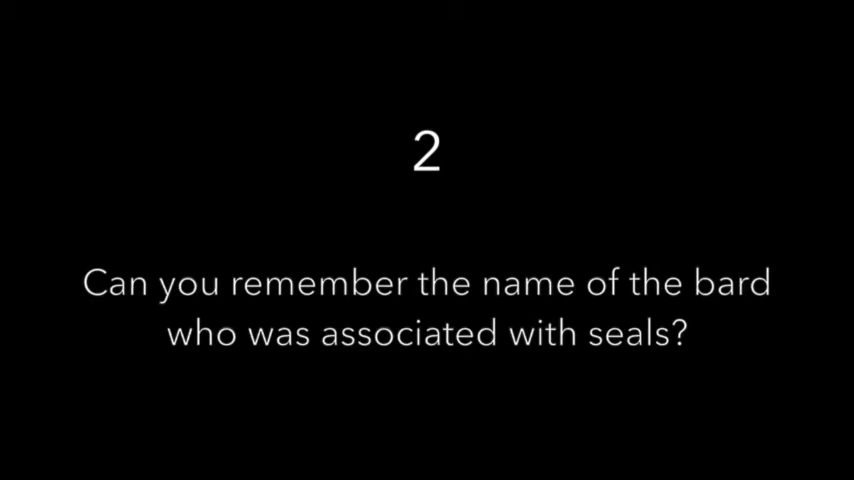 2
Can you remember the name of the bard
who was associated with seals?